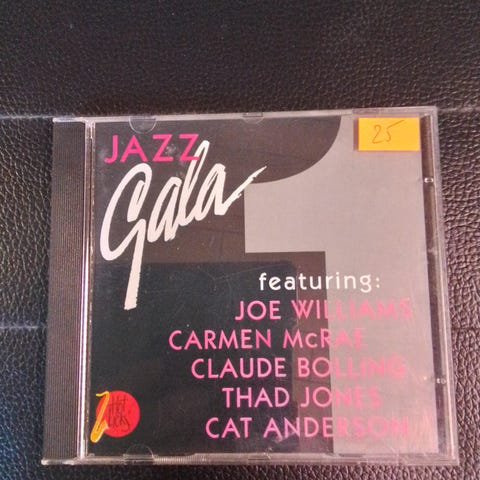 JAZZ
Gala
1
25
featuring:
JOE WILLIAMS
CARMEN McRAE
CLAUDE BOLLING
THAD JONES
CAT ANDERSON